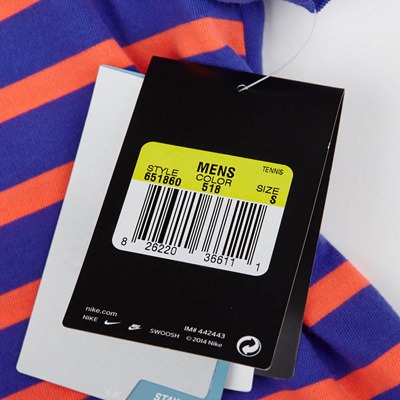 MENS
TENNIS
STYLE COLOR SIZE
651860 518 S
8 26220 36611 1
nike.com
IM# 442443
NIKE SWOOSH © 2014 Nike
STAY